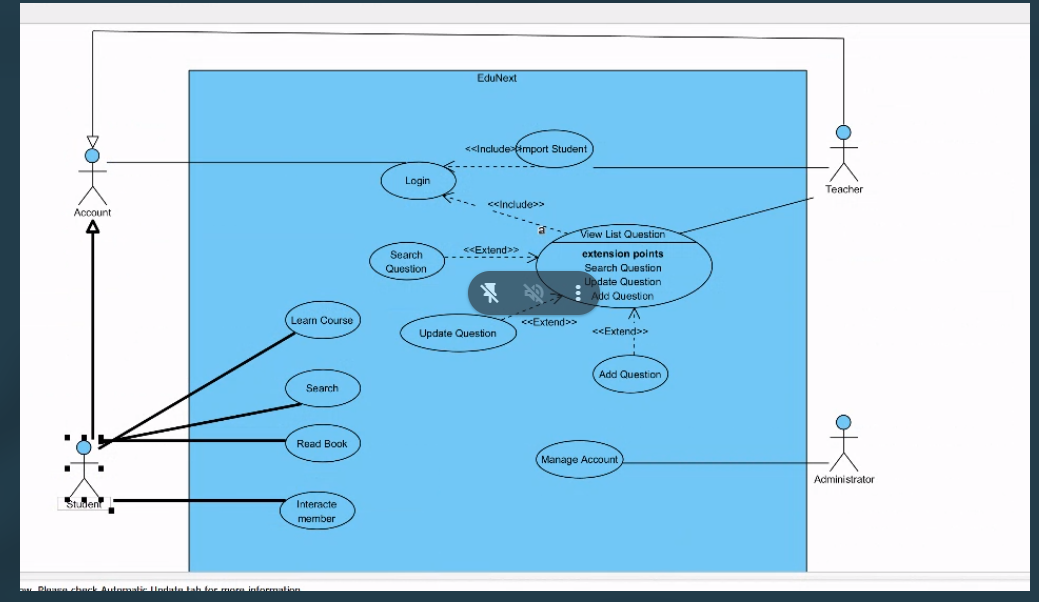 EduNext
<<Include>>
Import Student
Login
Account
Teacher
<<Include>>
View List Question
extension points
Search Question
Update Question
Add Question
Search
Question
<<Extend>>
Learn Course
Update Question
<<Extend>>
<<Extend>>
Add Question
Search
Read Book
Manage Account
Administrator
Student
Interacte
member
Please check Automatic Update tab for more information.